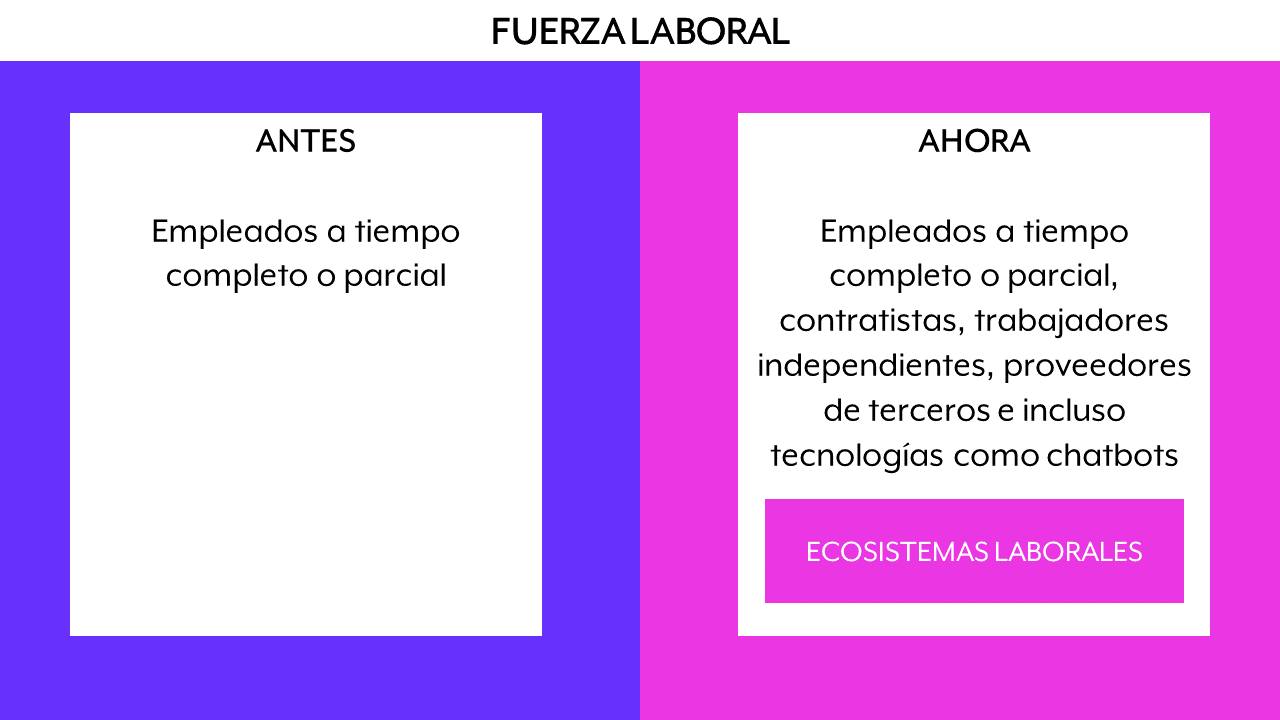 FUERZA LABORAL
ANTES
Empleados a tiempo
completo o parcial
AHORA
Empleados a tiempo
completo o parcial,
contratistas, trabajadores
independientes, proveedores
de terceros e incluso
tecnologías como chatbots
ECOSISTEMAS LABORALES